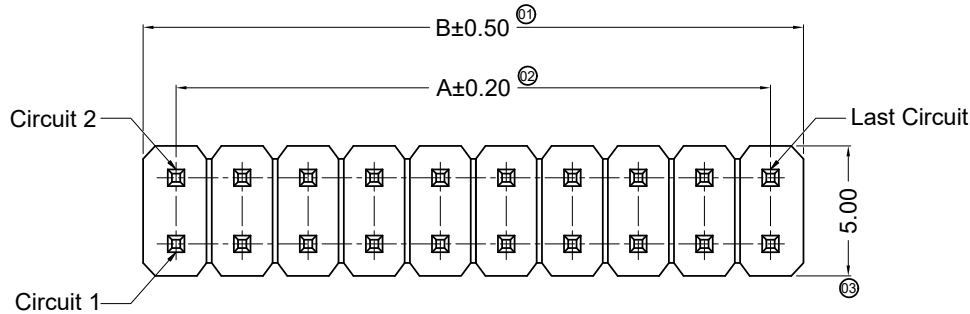 B±0.50 01
A±0.20 02
Circuit 2
Last Circuit
5.00
03
Circuit 1